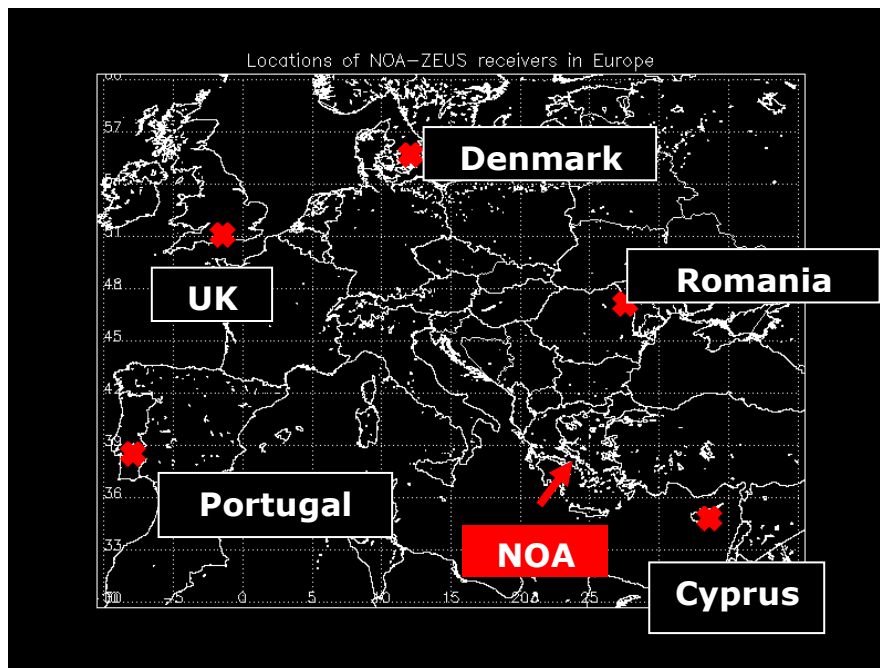 Locations of NOA-ZEUS receivers in Europe
57
Denmark
51
Romania
UK
48
45
39
Portugal
36
NOA
33
Cyprus
-5
0
5
10
15
20
25